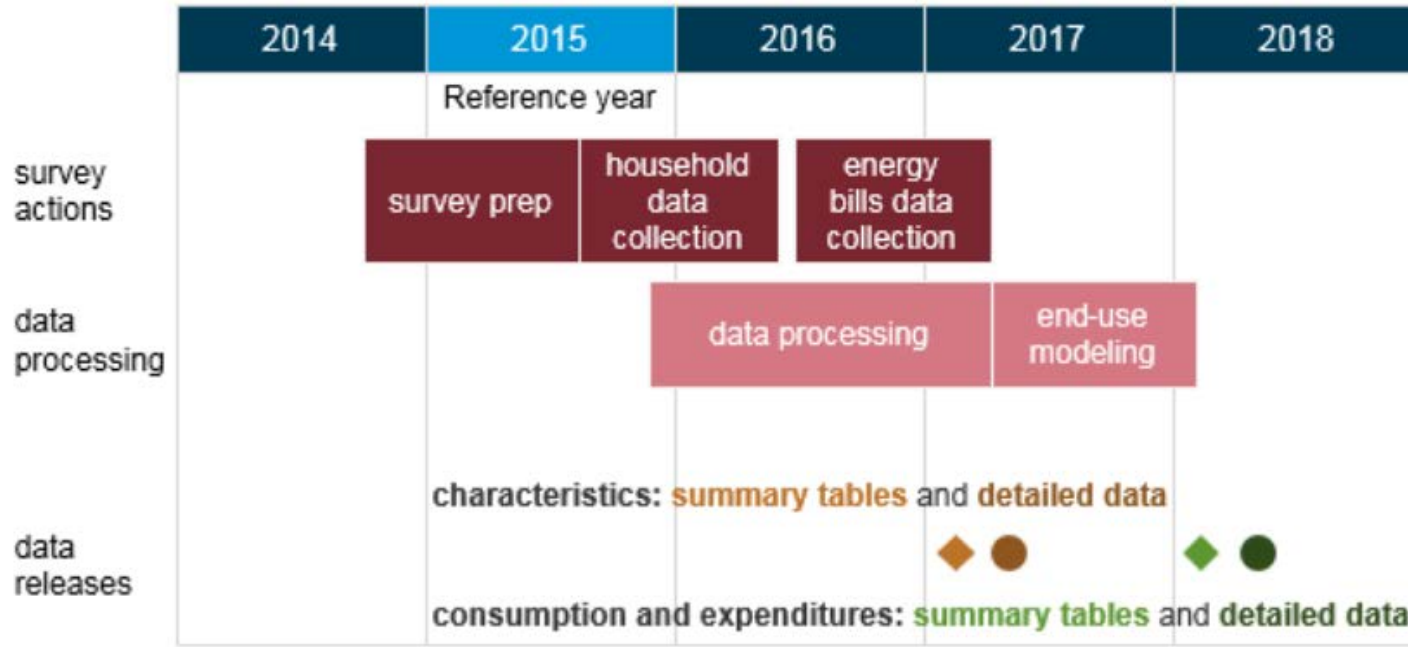 2014 2015 2016 2017 2018
Reference year
survey
actions
survey prep
household
data
collection
energy
bills data
collection
data
processing
data processing
end-use
modeling
characteristics: summary tables and detailed data
data
releases
consumption and expenditures: summary tables and detailed data